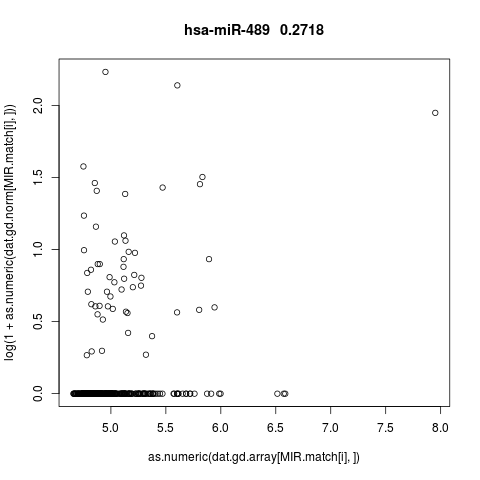 hsa-miR-489 0.2718
log(1 + as.numeric(dat.gd.norm[MIR.match[i], ]))
2.0
1.5
1.0
0.5
0.0
5.0 5.5 6.0 6.5 7.0 7.5 8.0
as.numeric(dat.gd.array[MIR.match[i], ])